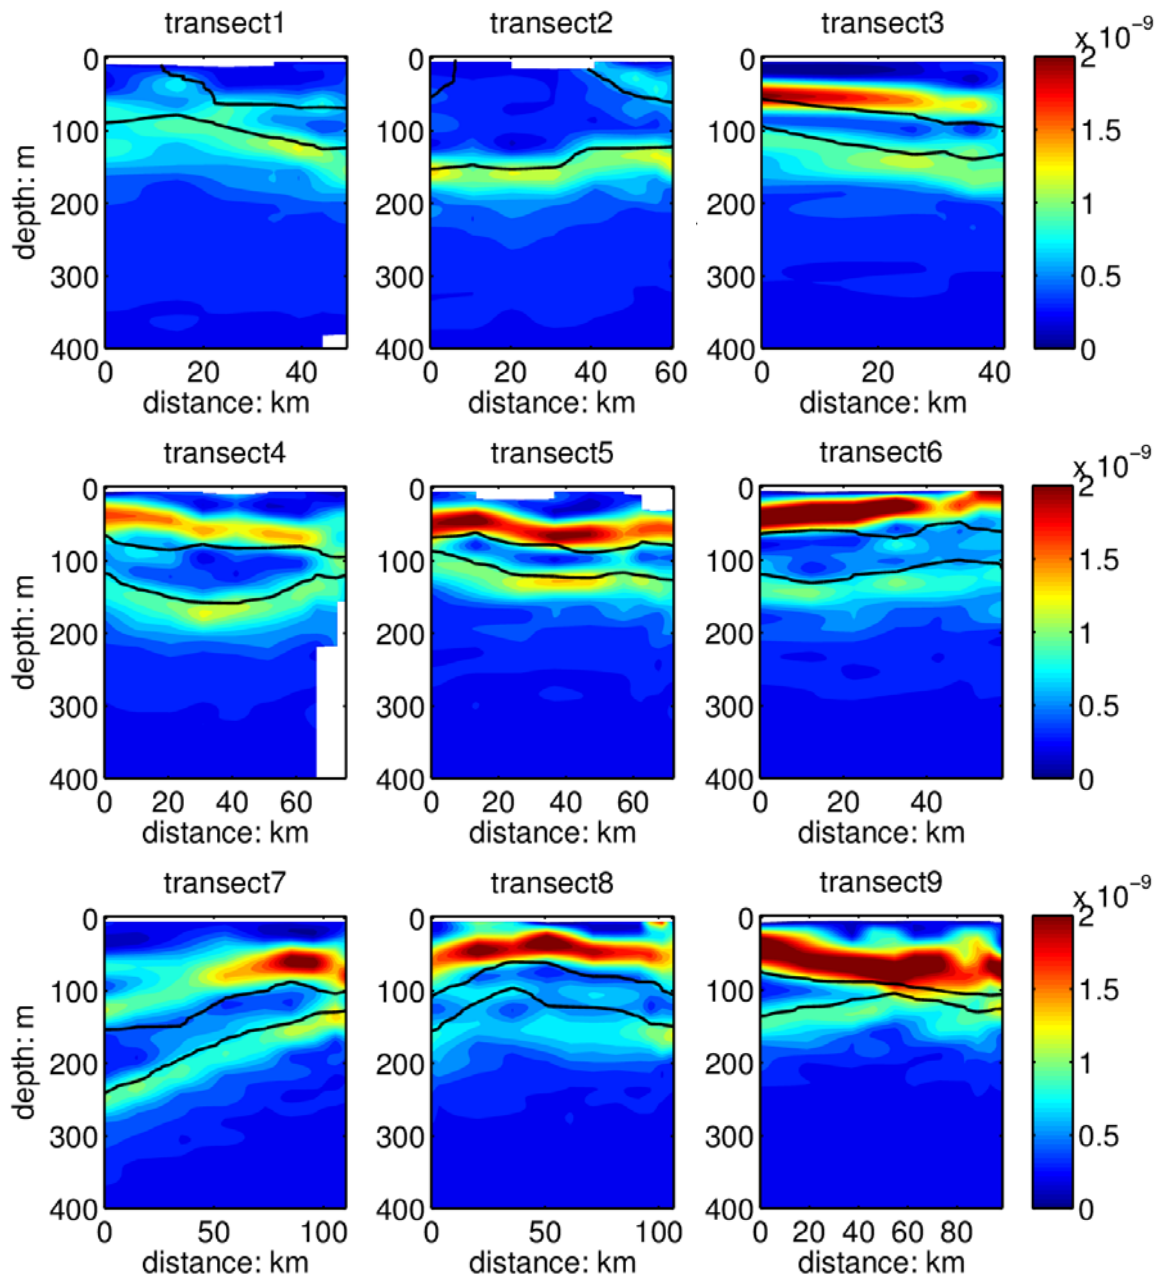 transect1 transect2 transect3
x 10⁻⁹
0 0 0 2
100 100 100 1.5
200 200 200 1
300 300 300 0.5
400 400 400 0
depth: m
0 20 40 0 20 40 60 0 20 40
distance: km distance: km distance: km
transect4 transect5 transect6
x 10⁻⁹
0 0 0 2
100 100 100 1.5
200 200 200 1
300 300 300 0.5
400 400 400 0
depth: m
0 20 40 60 0 20 40 60 0 20 40
distance: km distance: km distance: km
transect7 transect8 transect9
x 10⁻⁹
0 0 0 2
100 100 100 1.5
200 200 200 1
300 300 300 0.5
400 400 400 0
depth: m
0 50 100 0 50 100 0 20 40 60 80
distance: km distance: km distance: km